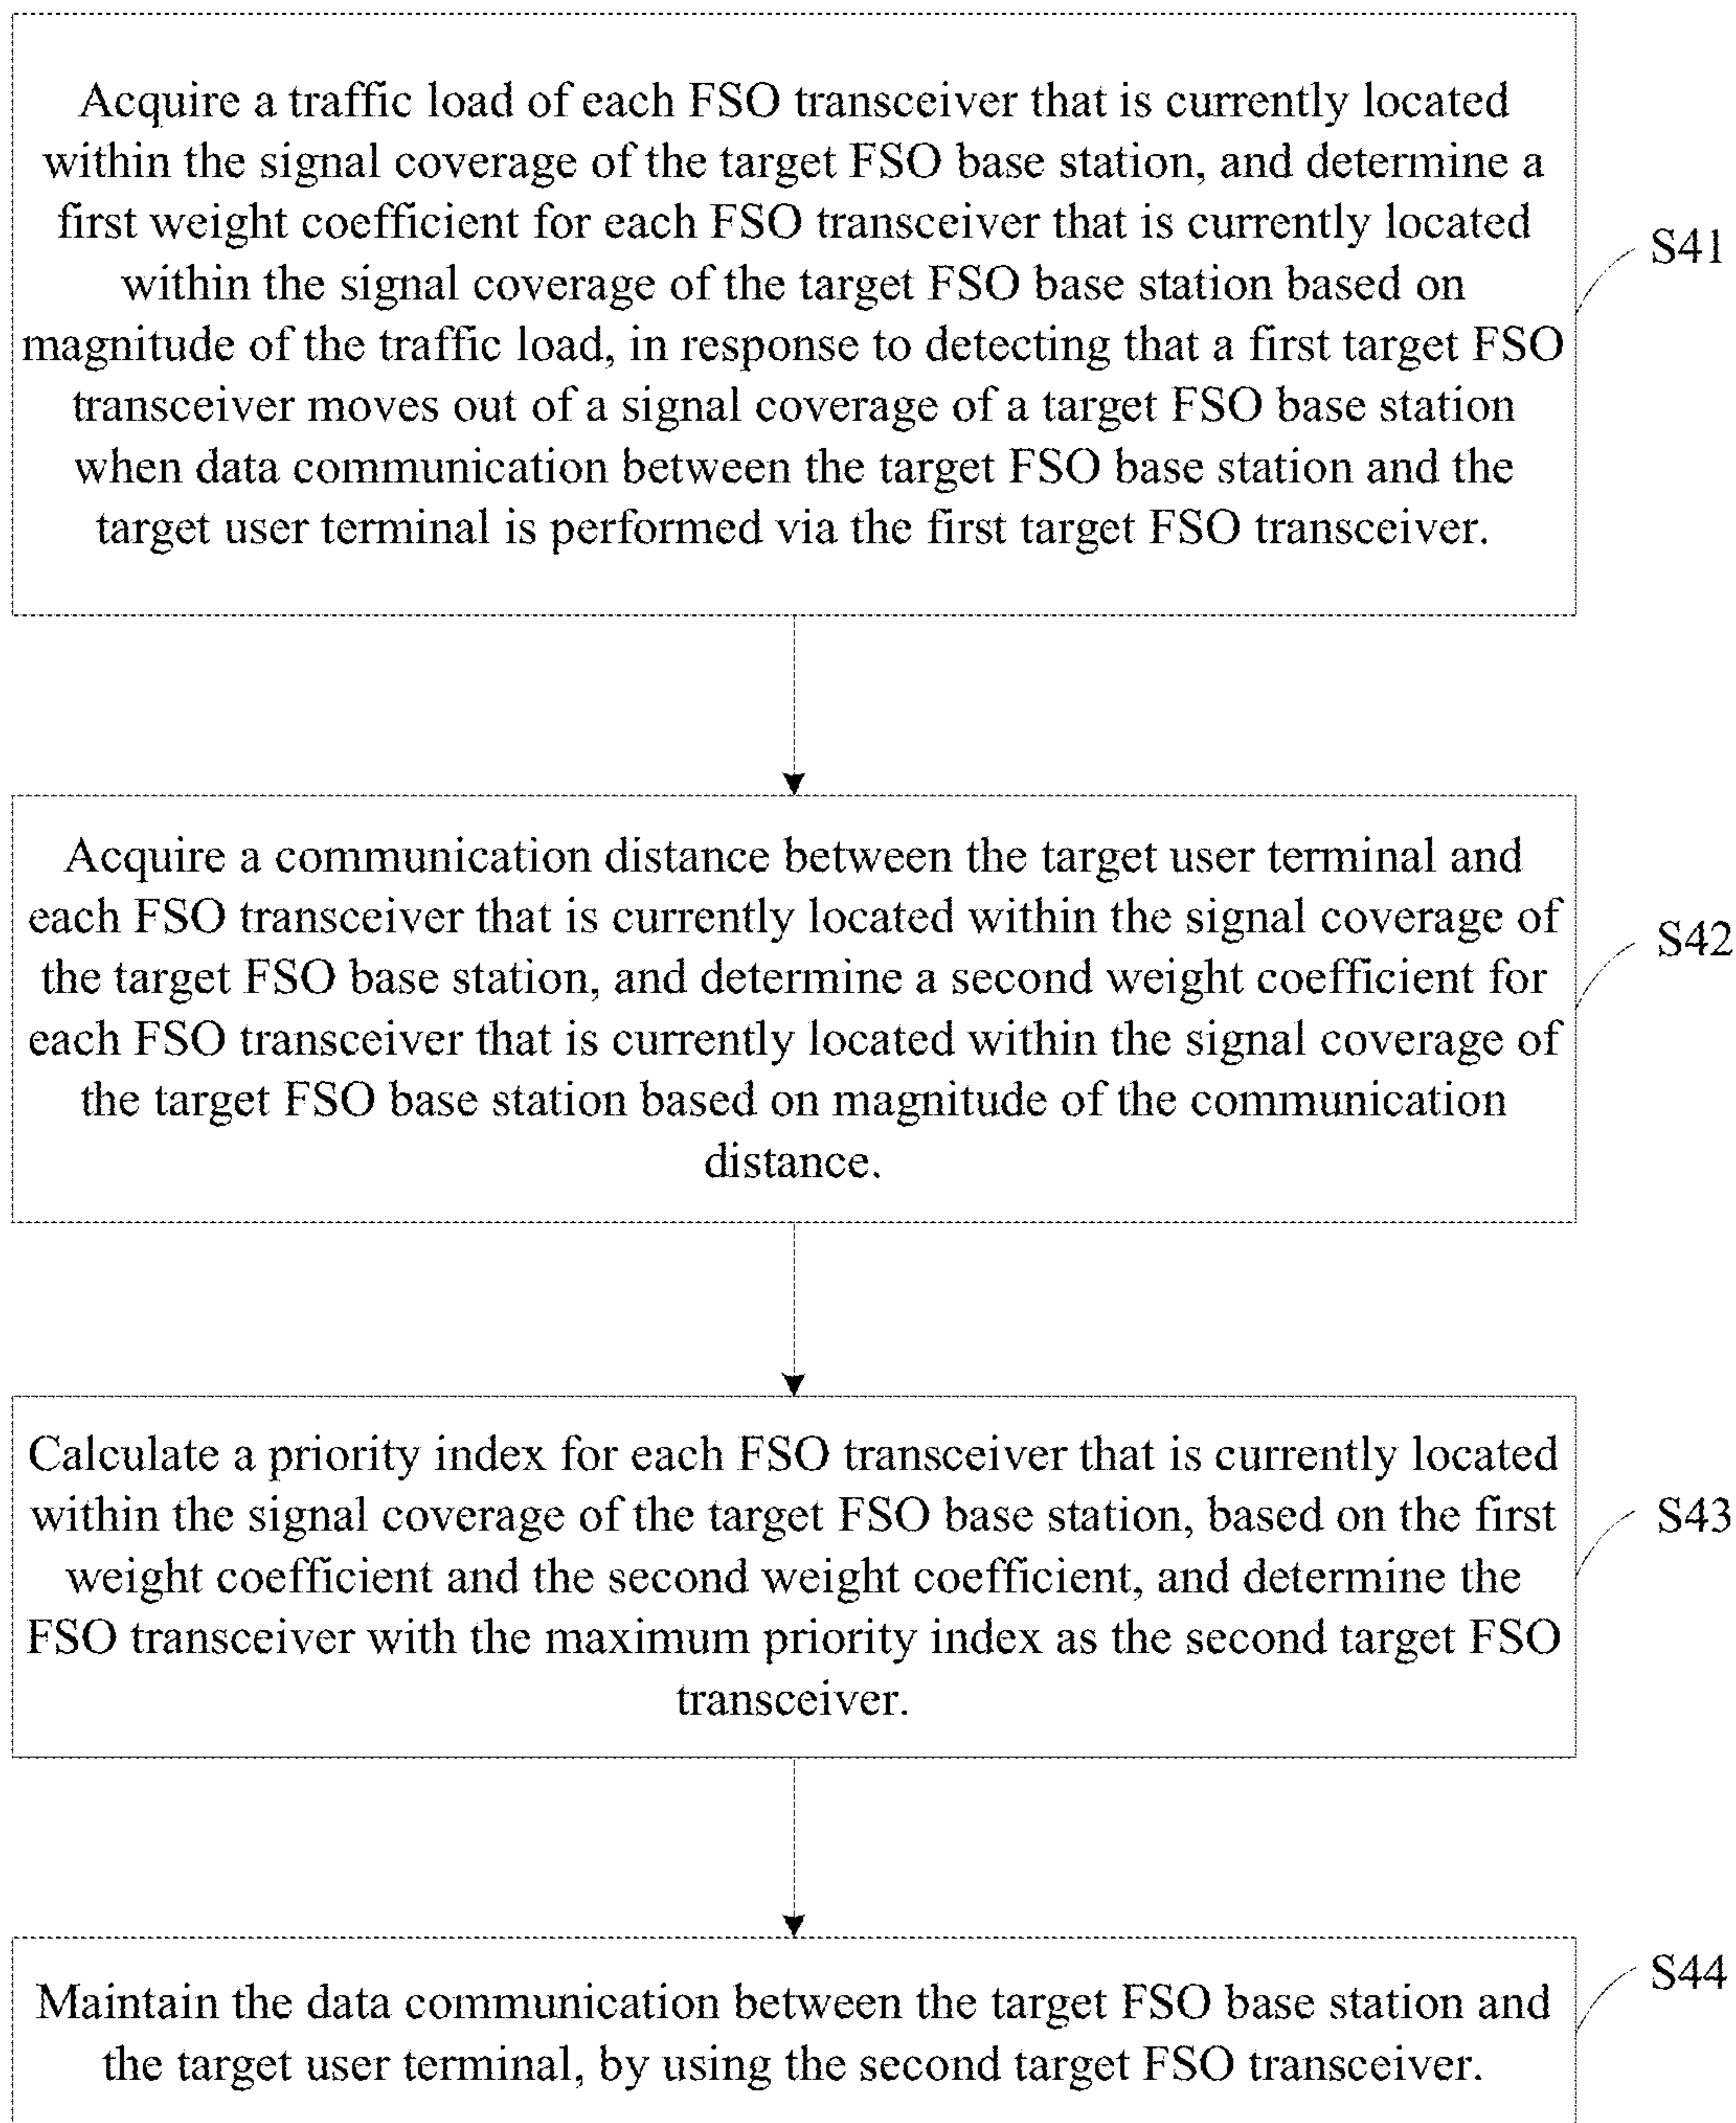 Acquire a traffic load of each FSO transceiver that is currently located
within the signal coverage of the target FSO base station, and determine a
first weight coefficient for each FSO transceiver that is currently located
within the signal coverage of the target FSO base station based on
magnitude of the traffic load, in response to detecting that a first target FSO
transceiver moves out of a signal coverage of a target FSO base station
when data communication between the target FSO base station and the
target user terminal is performed via the first target FSO transceiver.
S41
Acquire a communication distance between the target user terminal and
each FSO transceiver that is currently located within the signal coverage of
the target FSO base station, and determine a second weight coefficient for
each FSO transceiver that is currently located within the signal coverage of
the target FSO base station based on magnitude of the communication
distance.
S42
Calculate a priority index for each FSO transceiver that is currently located
within the signal coverage of the target FSO base station, based on the first
weight coefficient and the second weight coefficient, and determine the
FSO transceiver with the maximum priority index as the second target FSO
transceiver.
S43
Maintain the data communication between the target FSO base station and
the target user terminal, by using the second target FSO transceiver.
S44